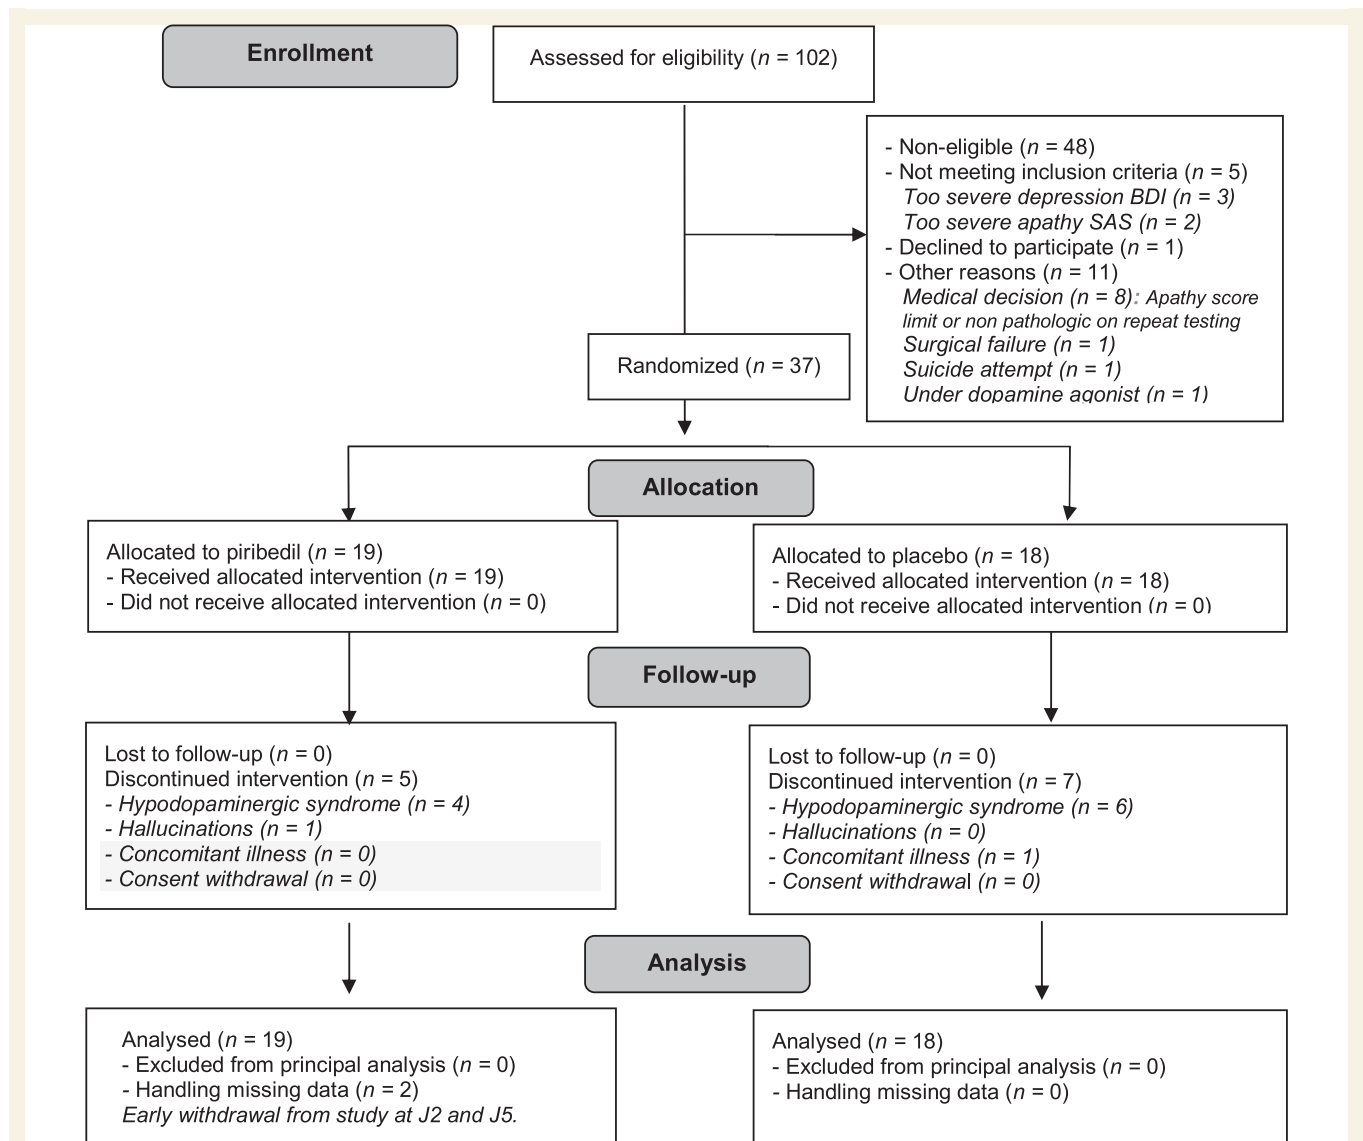 Enrollment
Assessed for eligibility (n = 102)
- Non-eligible (n = 48)
- Not meeting inclusion criteria (n = 5)
Too severe depression BDI (n = 3)
Too severe apathy SAS (n = 2)
- Declined to participate (n = 1)
- Other reasons (n = 11)
Medical decision (n = 8): Apathy score
limit or non pathologic on repeat testing
Surgical failure (n = 1)
Suicide attempt (n = 1)
Under dopamine agonist (n = 1)
Randomized (n = 37)
Allocation
Allocated to piribedil (n = 19)
- Received allocated intervention (n = 19)
- Did not receive allocated intervention (n = 0)
Allocated to placebo (n = 18)
- Received allocated intervention (n = 18)
- Did not receive allocated intervention (n = 0)
Follow-up
Lost to follow-up (n = 0)
Discontinued intervention (n = 5)
- Hypodopaminergic syndrome (n = 4)
- Hallucinations (n = 1)
- Concomitant illness (n = 0)
- Consent withdrawal (n = 0)
Lost to follow-up (n = 0)
Discontinued intervention (n = 7)
- Hypodopaminergic syndrome (n = 6)
- Hallucinations (n = 0)
- Concomitant illness (n = 1)
- Consent withdrawal (n = 0)
Analysis
Analysed (n = 19)
- Excluded from principal analysis (n = 0)
- Handling missing data (n = 2)
Early withdrawal from study at J2 and J5.
Analysed (n = 18)
- Excluded from principal analysis (n = 0)
- Handling missing data (n = 0)